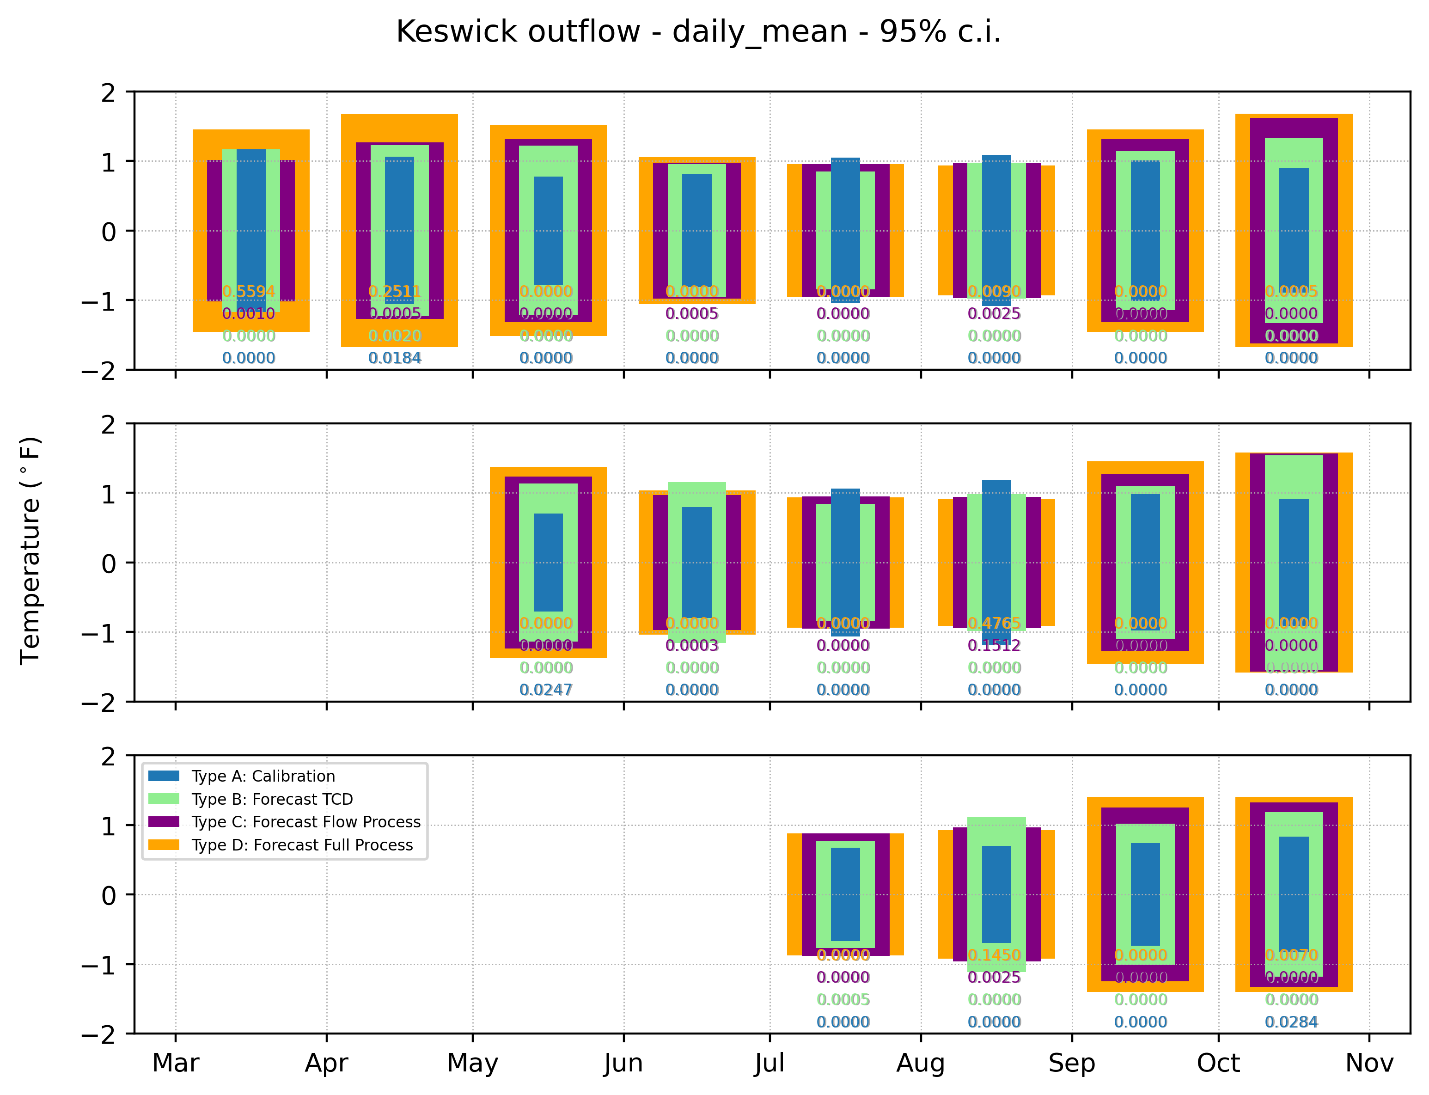 Keswick outflow - daily_mean - 95% c.i.
Temperature (°F)
2
1
0
−1
−2
0.5594 0.2511 0.0000 0.0000 0.0000 0.0090 0.0000 0.0005
0.0010 0.0005 0.0000 0.0005 0.0000 0.0025 0.0000 0.0000
0.0000 0.0020 0.0000 0.0000 0.0000 0.0000 0.0000 0.0000
0.0000 0.0184 0.0000 0.0000 0.0000 0.0000 0.0000 0.0000
2
1
0
−1
−2
0.0000 0.0000 0.0000 0.4765 0.0000 0.0000
0.0000 0.0003 0.0000 0.1512 0.0000 0.0000
0.0000 0.0000 0.0000 0.0000 0.0000 0.0000
0.0247 0.0000 0.0000 0.0000 0.0000 0.0000
2
1
0
−1
−2
Type A: Calibration
Type B: Forecast TCD
Type C: Forecast Flow Process
Type D: Forecast Full Process
0.0000 0.1450 0.0000 0.0070
0.0000 0.0025 0.0000 0.0000
0.0005 0.0000 0.0000 0.0000
0.0000 0.0000 0.0000 0.0284
Mar Apr May Jun Jul Aug Sep Oct Nov